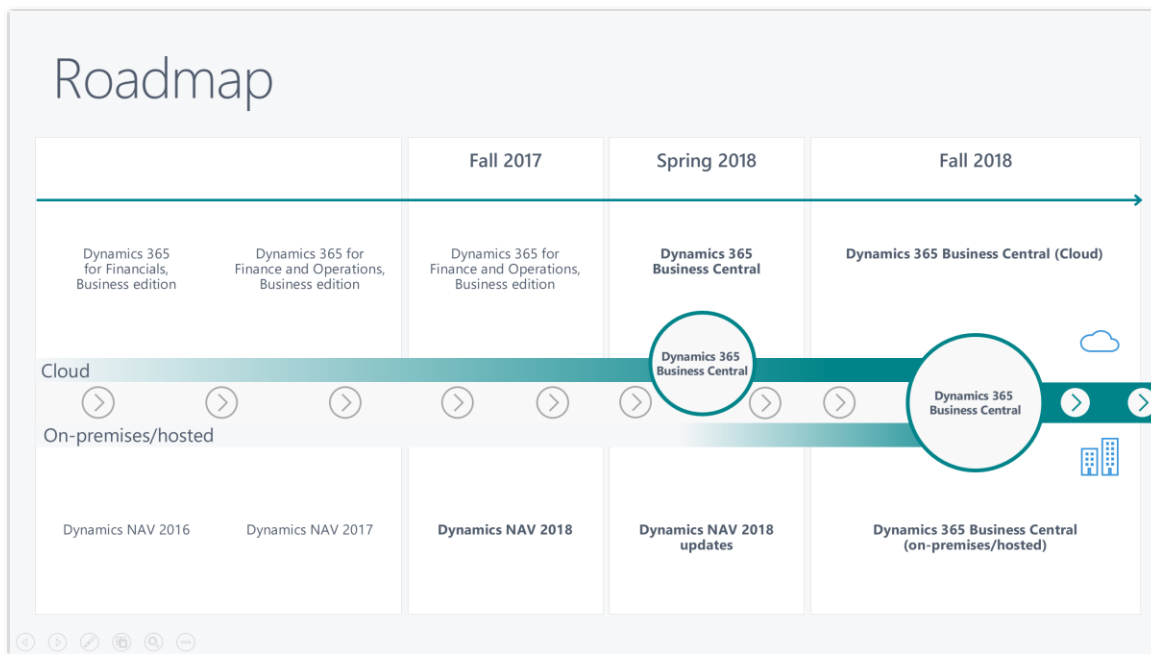 Roadmap
Fall 2017
Spring 2018
Fall 2018
Dynamics 365
for Financials,
Business edition
Dynamics 365 for
Finance and Operations,
Business edition
Dynamics 365 for
Finance and Operations,
Business edition
Dynamics 365
Business Central
Dynamics 365 Business Central (Cloud)
Cloud
Dynamics 365
Business Central
Dynamics 365
Business Central
On-premises/hosted
Dynamics NAV 2016
Dynamics NAV 2017
Dynamics NAV 2018
Dynamics NAV 2018
updates
Dynamics 365 Business Central
(on-premises/hosted)